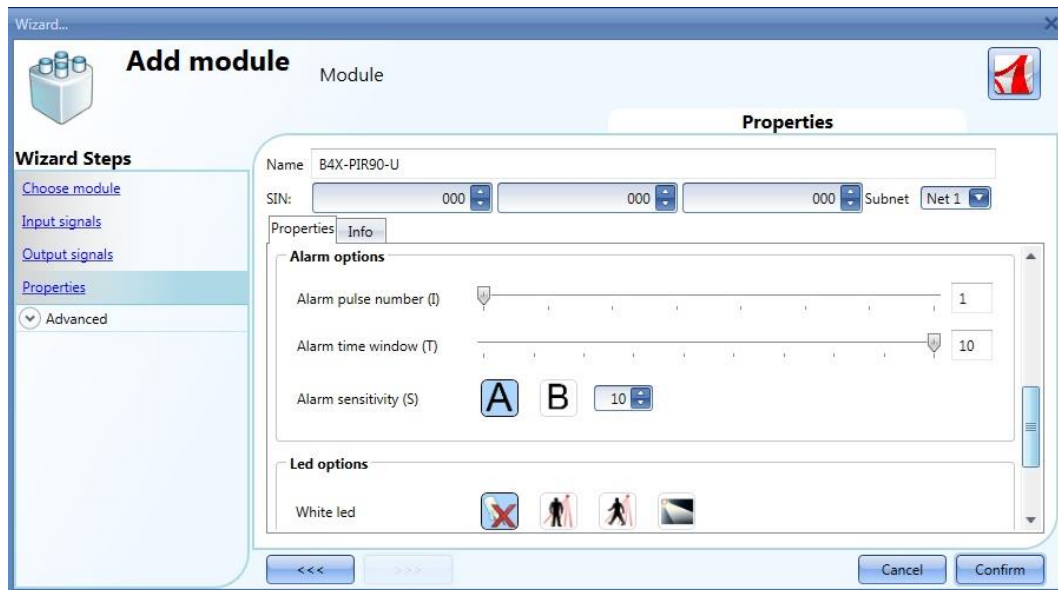 Wizard...
Add module
Module
Properties
Wizard Steps
Choose module
Input signals
Output signals
Properties
Advanced
Name B4X-PIR90-U
SIN: 000 000 000 Subnet Net 1
Properties Info
Alarm options
Alarm pulse number (I) 1
Alarm time window (T) 10
Alarm sensitivity (S) A B 10
Led options
White led
<<< >>> Cancel Confirm